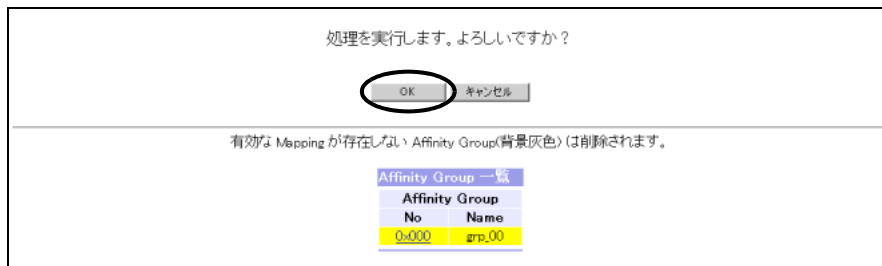 処理を実行します。よろしいですか？
OK キャンセル
有効な Mapping が存在しない Affinity Group(背景灰色) は削除されます。
Affinity Group 一覧
Affinity Group
No Name
0x000 grp_00